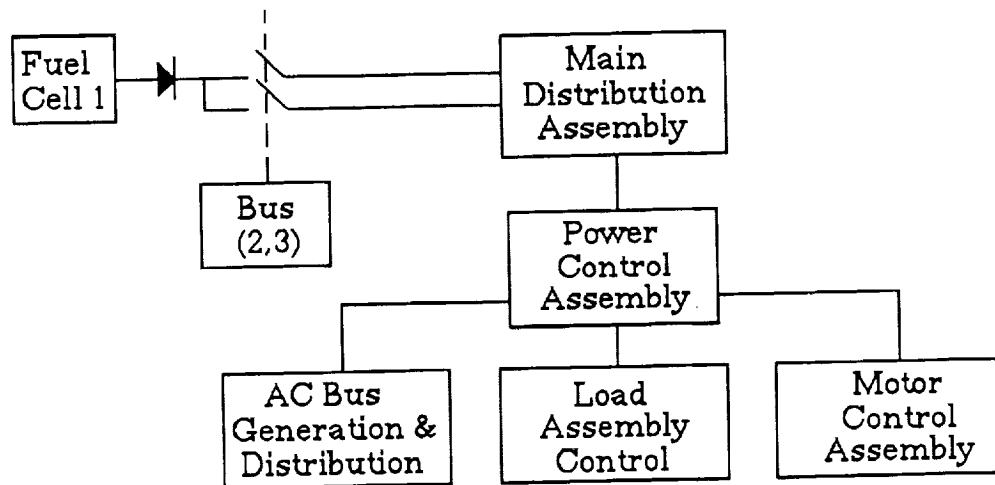 Fuel
Cell 1
Main
Distribution
Assembly
Bus
(2,3)
Power
Control
Assembly
AC Bus
Generation &
Distribution
Load
Assembly
Control
Motor
Control
Assembly